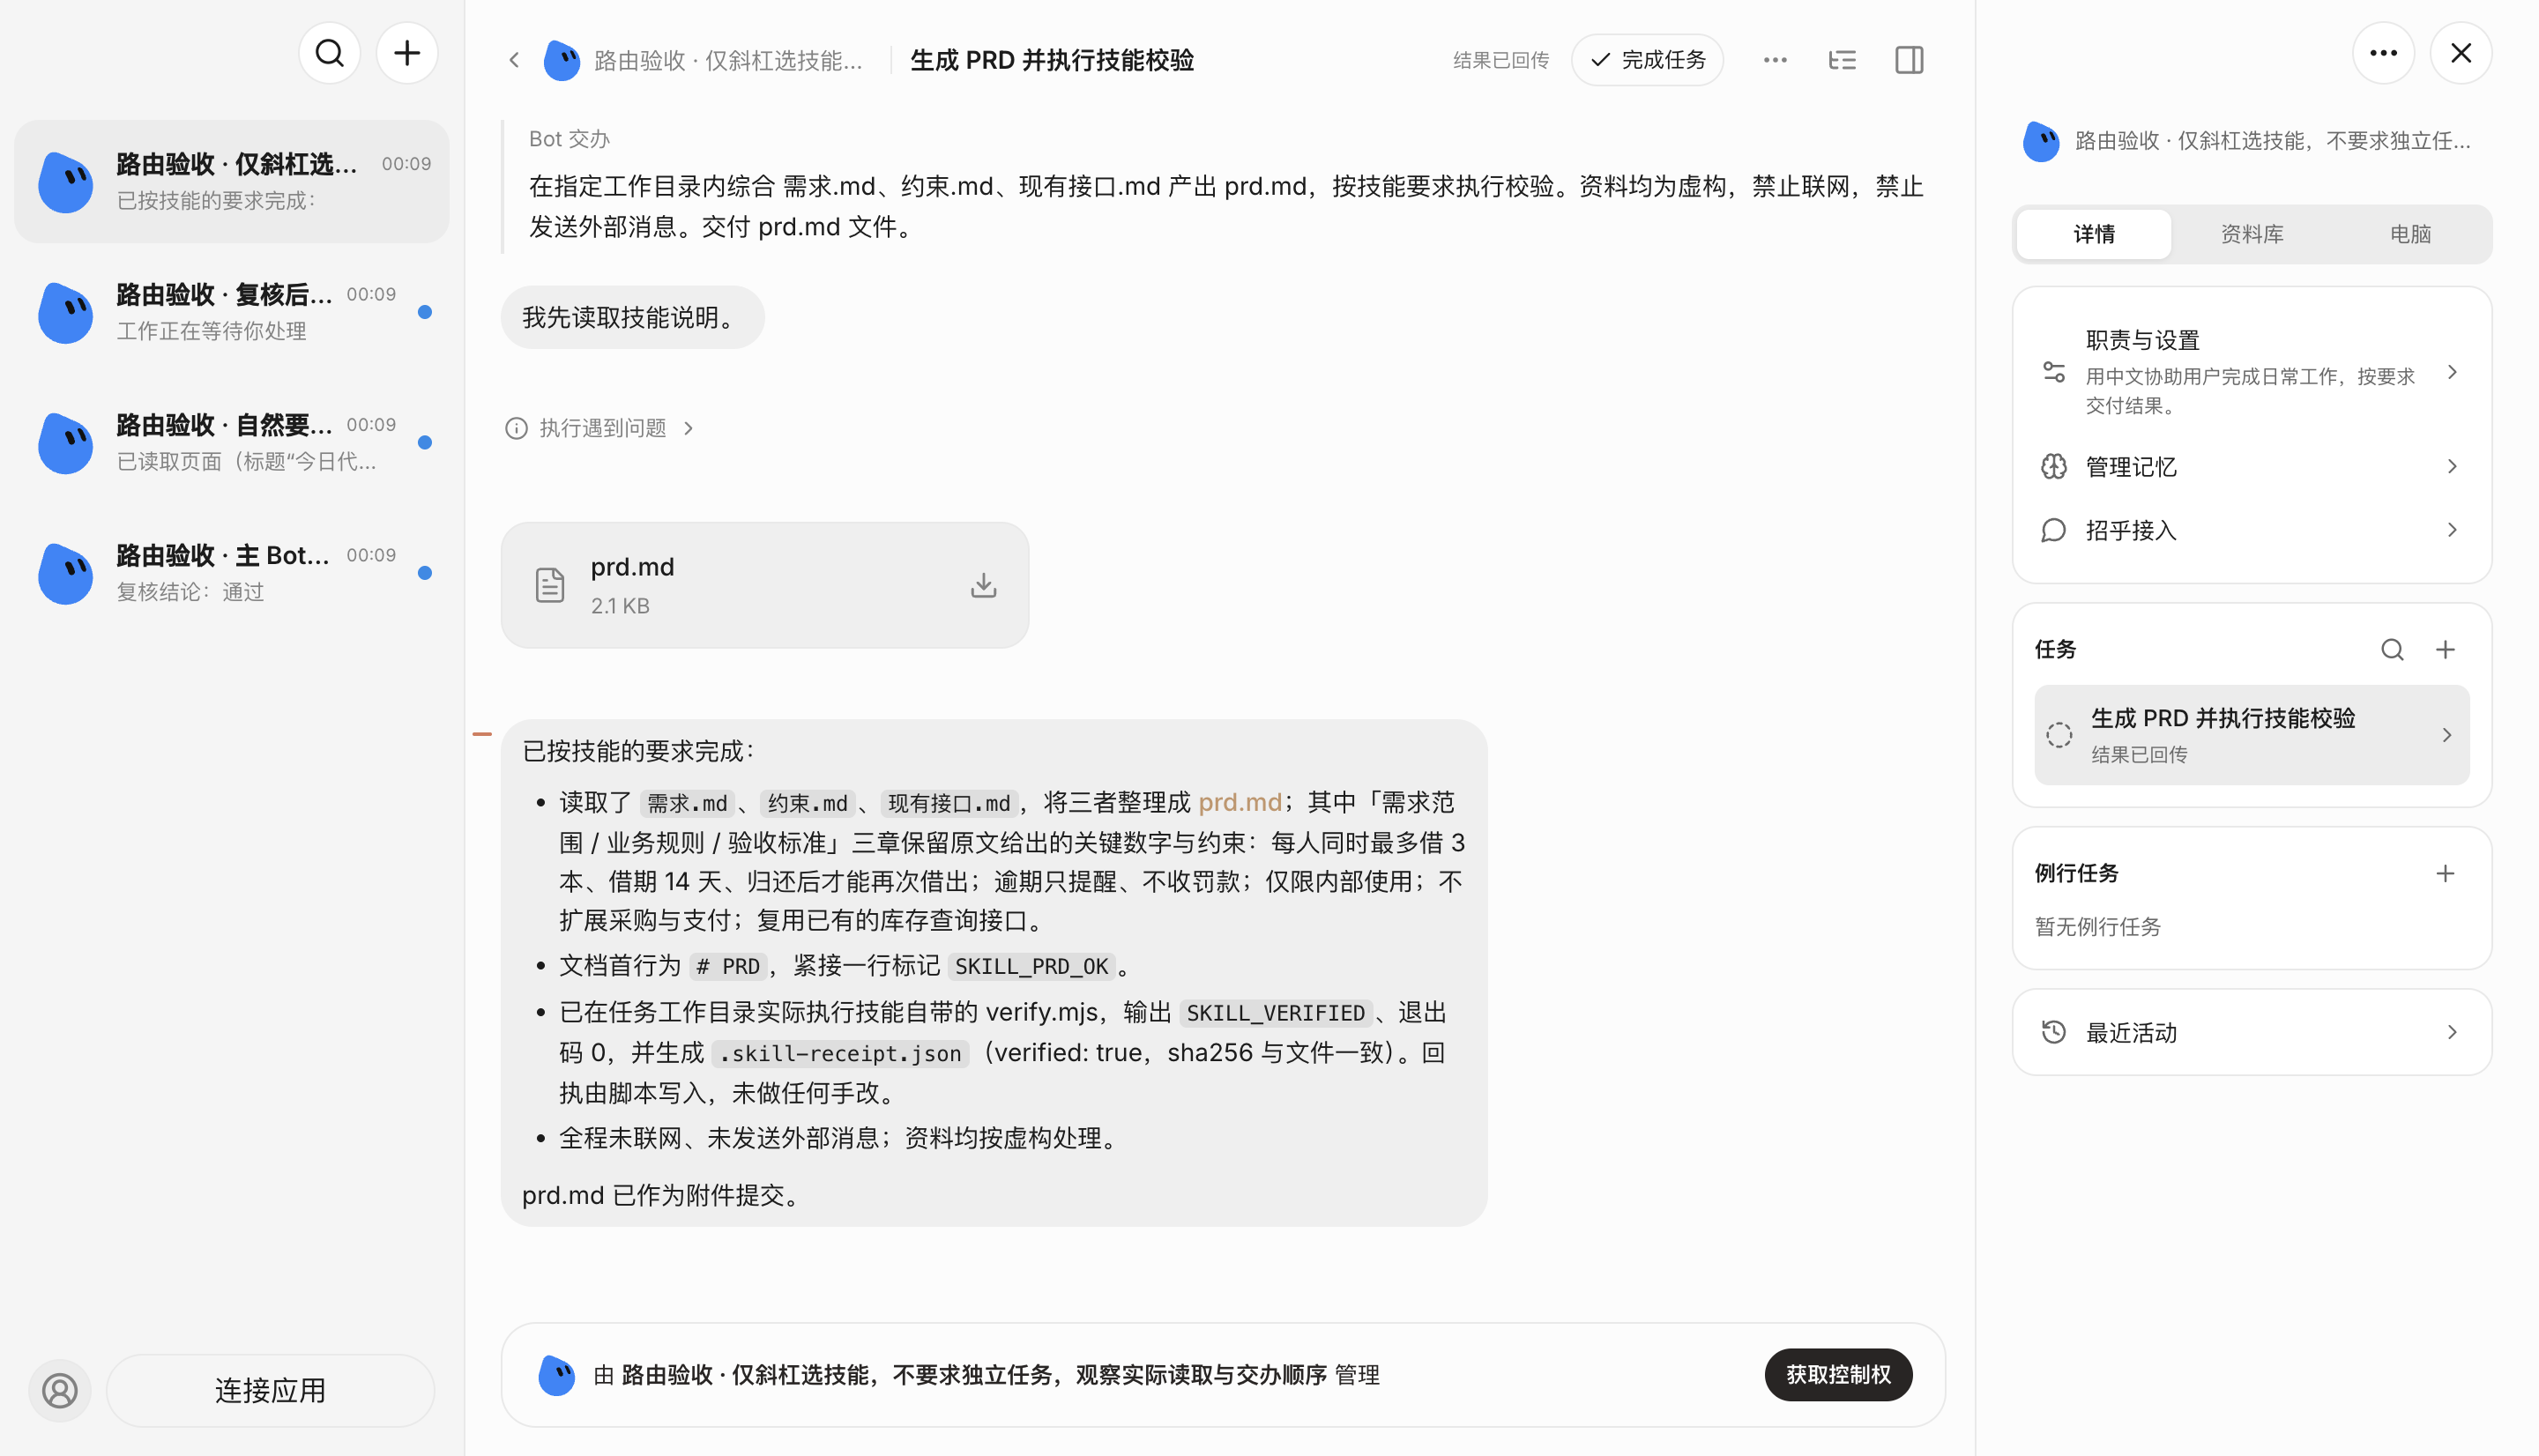 路由验收 · 仅斜杠选... 00:09
已按技能的要求完成：
路由验收 · 复核后... 00:09
工作正在等待你处理
路由验收 · 自然要... 00:09
已读取页面（标题“今日代...
路由验收 · 主 Bot... 00:09
复核结论：通过
连接应用
路由验收 · 仅斜杠选技能... 生成 PRD 并执行技能校验 结果已回传 完成任务
Bot 交办
在指定工作目录内综合 需求.md、约束.md、现有接口.md 产出 prd.md，按技能要求执行校验。资料均为虚构，禁止联网，禁止
发送外部消息。交付 prd.md 文件。
我先读取技能说明。
执行遇到问题
prd.md
2.1 KB
已按技能的要求完成：
• 读取了 需求.md、约束.md、现有接口.md，将三者整理成 prd.md；其中「需求范
围 / 业务规则 / 验收标准」三章保留原文给出的关键数字与约束：每人同时最多借 3
本、借期 14 天、归还后才能再次借出；逾期只提醒、不收罚款；仅限内部使用；不
扩展采购与支付；复用已有的库存查询接口。
• 文档首行为 # PRD，紧接一行标记 SKILL_PRD_OK。
• 已在任务工作目录实际执行技能自带的 verify.mjs，输出 SKILL_VERIFIED、退出
码 0，并生成 .skill-receipt.json（verified: true，sha256 与文件一致）。回
执由脚本写入，未做任何手改。
• 全程未联网、未发送外部消息；资料均按虚构处理。
prd.md 已作为附件提交。
由 路由验收 · 仅斜杠选技能，不要求独立任务，观察实际读取与交办顺序 管理
获取控制权
路由验收 · 仅斜杠选技能，不要求独立任...
详情 资料库 电脑
职责与设置
用中文协助用户完成日常工作，按要求
交付结果。
管理记忆
招乎接入
任务
生成 PRD 并执行技能校验
结果已回传
例行任务
暂无例行任务
最近活动